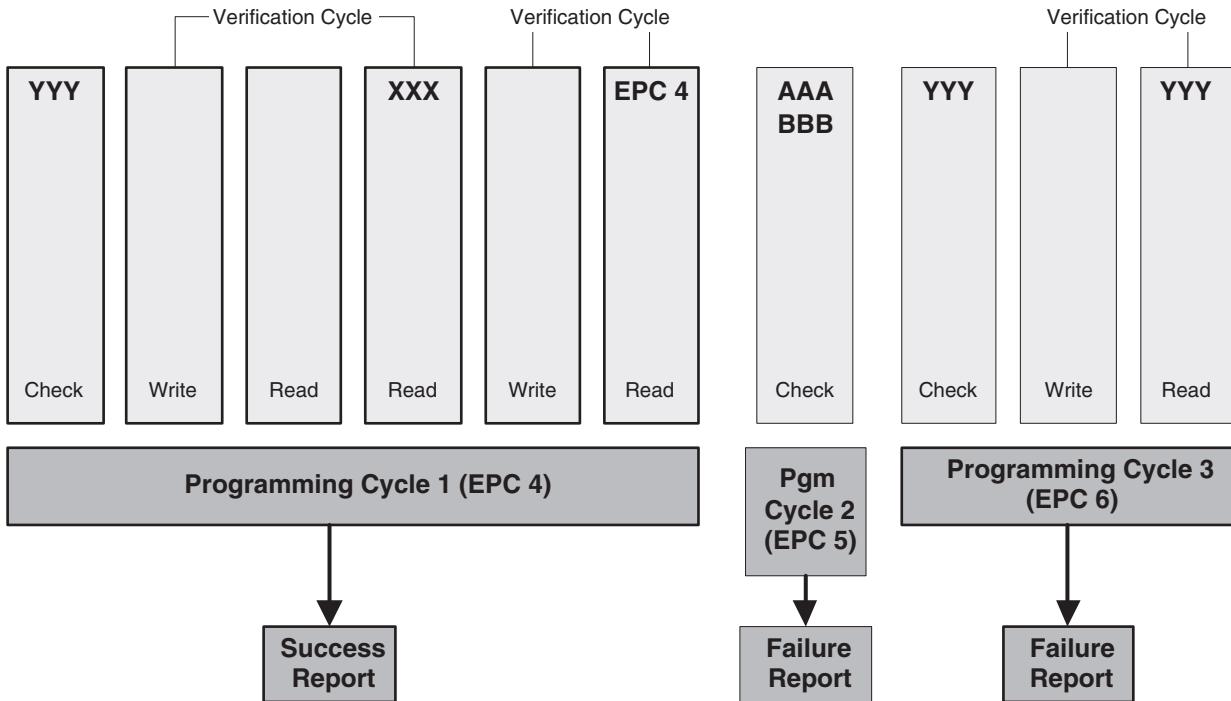 Verification Cycle
Verification Cycle
Verification Cycle
YYY
XXX
EPC 4
AAA
BBB
YYY
YYY
Check
Write
Read
Read
Write
Read
Check
Check
Write
Read
Programming Cycle 1 (EPC 4)
Pgm
Cycle 2
(EPC 5)
Programming Cycle 3
(EPC 6)
Success
Report
Failure
Report
Failure
Report